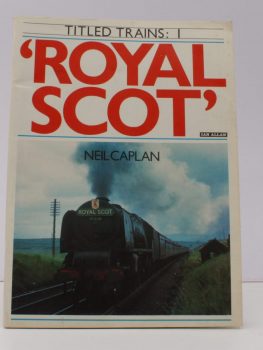 TITLED TRAINS: 1
'ROYAL
SCOT'
IAN ALLAN
NEIL CAPLAN
ROYAL SCOT